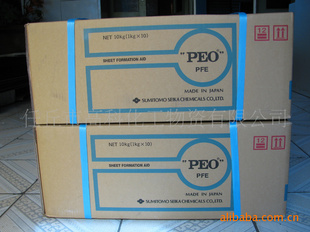 NET 10kg(1kg×10)
SHEET FORMATION AID
"PEO"
PFE
MADE IN JAPAN
SUMITOMO SEIKA CHEMICALS CO.,LTD.
NET 10kg(1kg×10)
SHEET FORMATION AID
"PEO"
PFE
MADE IN JAPAN
SUMITOMO SEIKA CHEMICALS CO.,LTD.
alibaba.com.cn